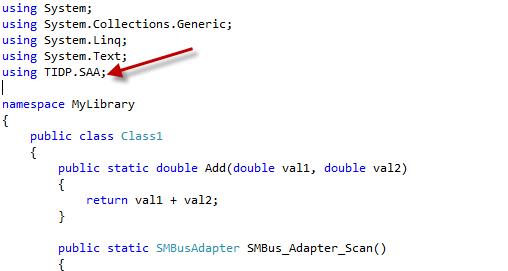 using System;
using System.Collections.Generic;
using System.Linq;
using System.Text;
using TIDP.SAA;
namespace MyLibrary
{
    public class Class1
    {
        public static double Add(double val1, double val2)
        {
            return val1 + val2;
        }
        public static SMBusAdapter SMBus_Adapter_Scan()
        {